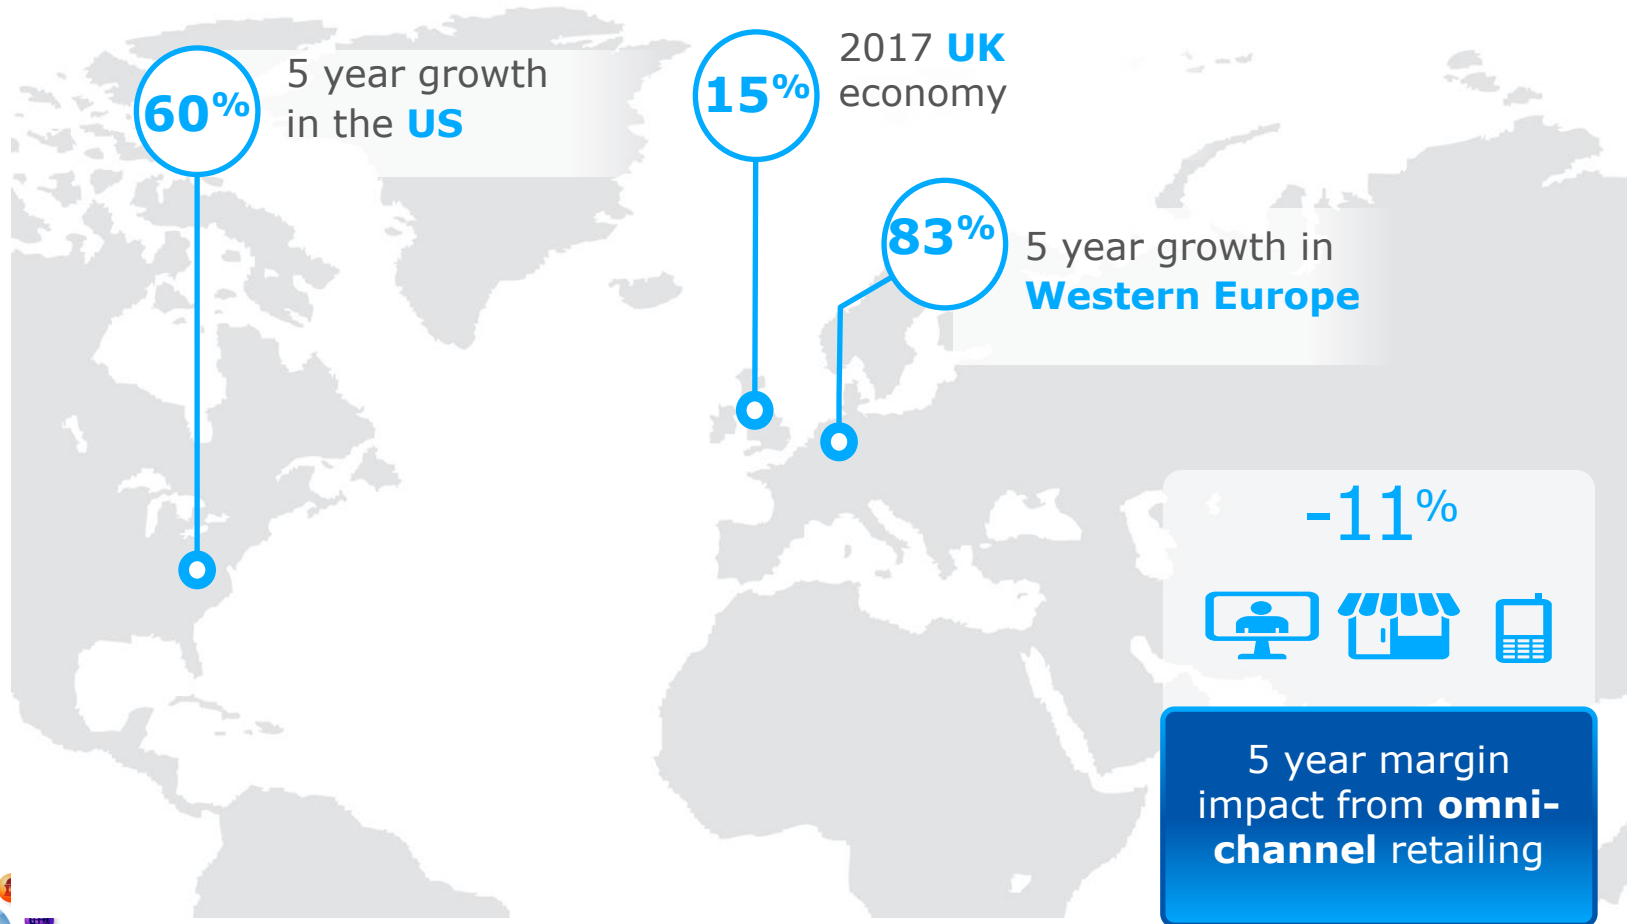 60%
5 year growth
in the US
15%
2017 UK
economy
83%
5 year growth in
Western Europe
-11%
5 year margin
impact from omni-
channel retailing